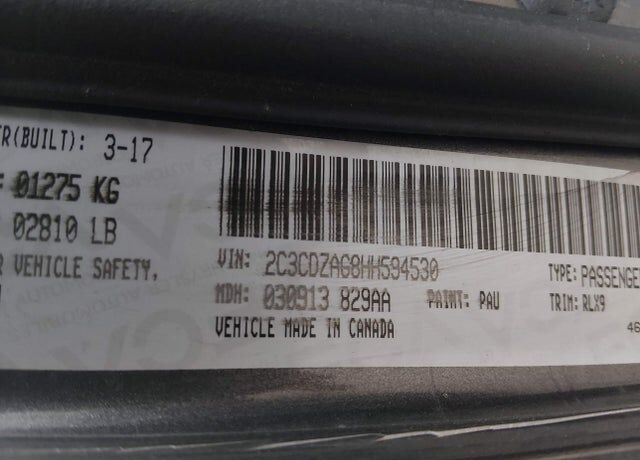 R(BUILT): 3-17
01275 KG
02810 LB
VEHICLE SAFETY,
VIN: 2C3CDZAG8HH594530
MDH: 030913 829AA PAINT: PAU
VEHICLE MADE IN CANADA
TYPE: PASSENGE
TRIM: RLX9
46